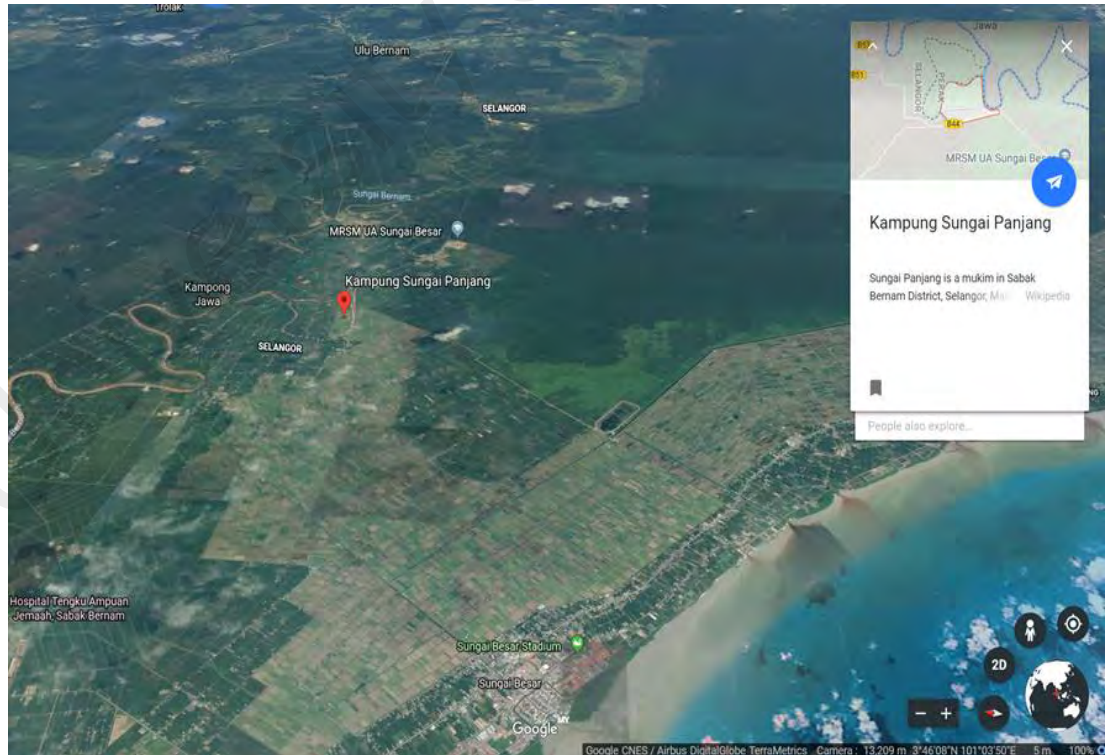 Trolak
Ulu Bernam
SELANGOR
Sungai Bernam
MRSM UA Sungai Besar
Kampung Sungai Panjang
Kampong
Jawa
SELANGOR
Hospital Tengku Ampuan
Jemaah, Sabak Bernam
Sungai Besar Stadium
Sungai Besar
Google
MY
Jawa
B51
SELANGOR
PERAK
B44
MRSM UA Sungai Besar
Kampung Sungai Panjang
Sungai Panjang is a mukim in Sabak
Bernam District, Selangor, Wikipedia
People also explore...
NG
2D
Google CNES / Airbus DigitalGlobe TerraMetrics Camera : 13,209 m 3°46'08"N 101°03'50"E 5 m 100%